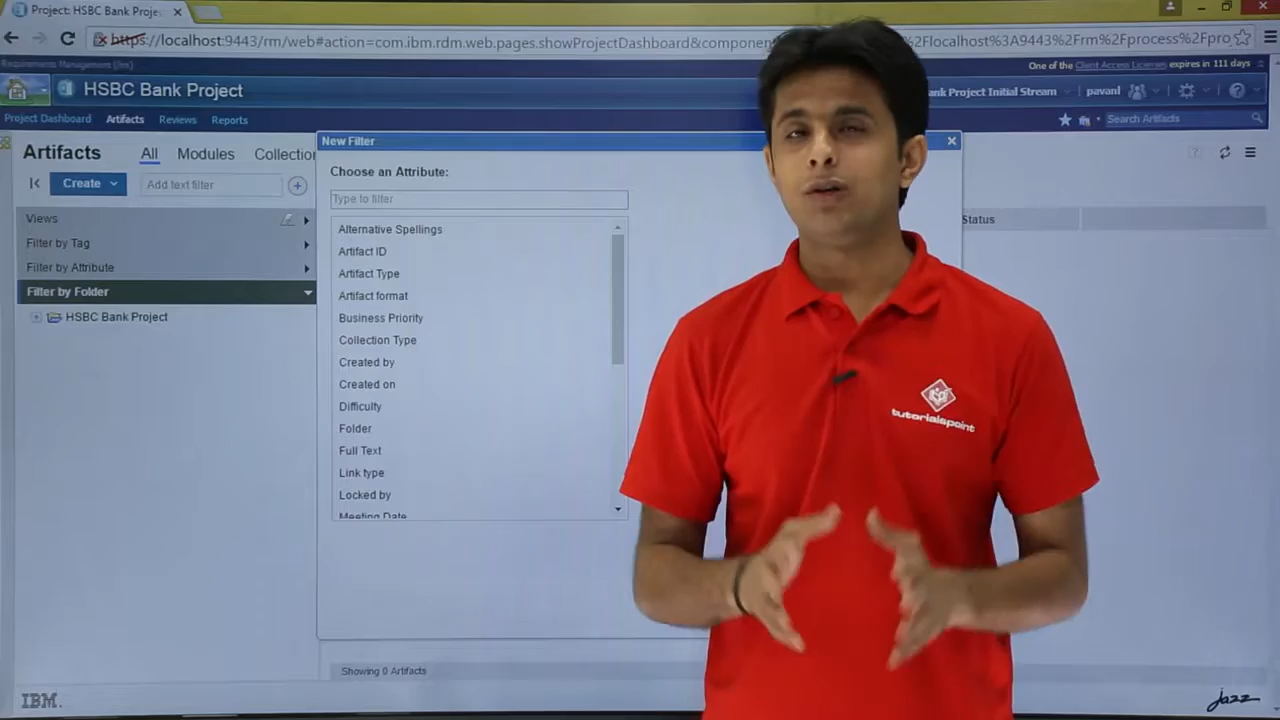 Project: HSBC Bank Proje
https://localhost:9443/rm/web#action=com.ibm.rdm.web.pages.showProjectDashboard&componen
%2Flocalhost%3A9443%2Frm%2Fprocess%2Fpro
Requirements Management (/rm)
One of the Client Access Licenses expires in 111 days
HSBC Bank Project
ank Project Initial Stream
pavanl
Project Dashboard Artifacts Reviews Reports
Search Artifacts
Artifacts All Modules Collection
New Filter
Choose an Attribute:
Create
Add text filter
Type to filter
Views
Filter by Tag
Filter by Attribute
Filter by Folder
HSBC Bank Project
Alternative Spellings
Artifact ID
Artifact Type
Artifact format
Business Priority
Collection Type
Created by
Created on
Difficulty
Folder
Full Text
Link type
Locked by
Meeting Date
Status
tutorialspoint
Showing 0 Artifacts
IBM.
jazz